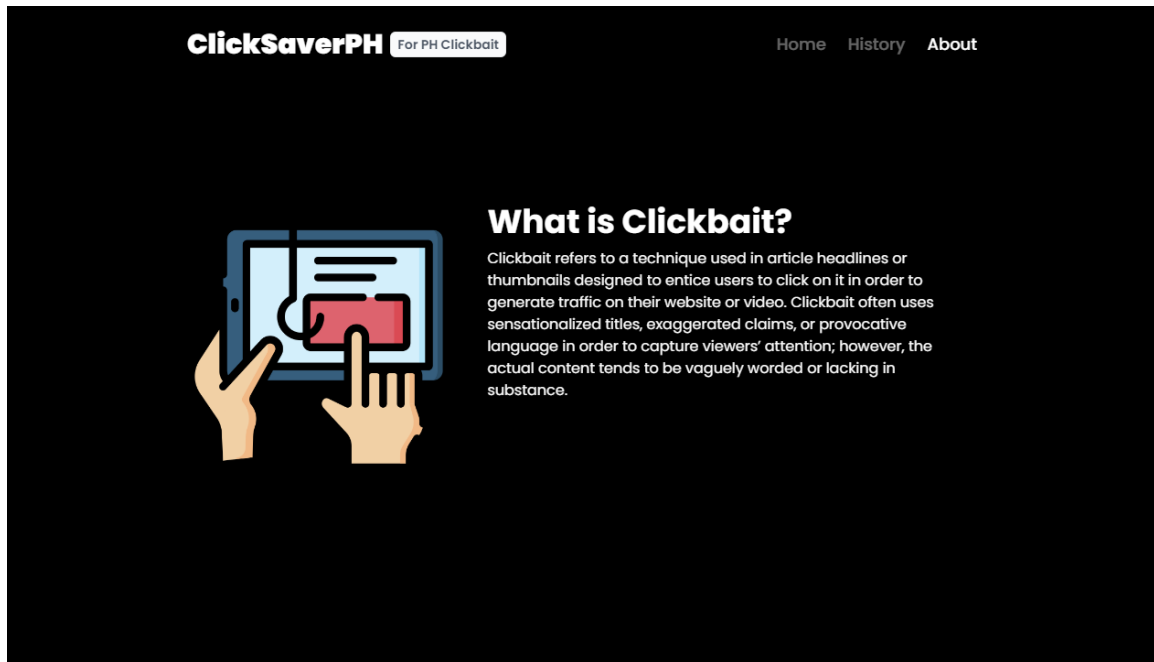 ClickSaverPH For PH Clickbait Home History About
What is Clickbait?
Clickbait refers to a technique used in article headlines or
thumbnails designed to entice users to click on it in order to
generate traffic on their website or video. Clickbait often uses
sensationalized titles, exaggerated claims, or provocative
language in order to capture viewers’ attention; however, the
actual content tends to be vaguely worded or lacking in
substance.